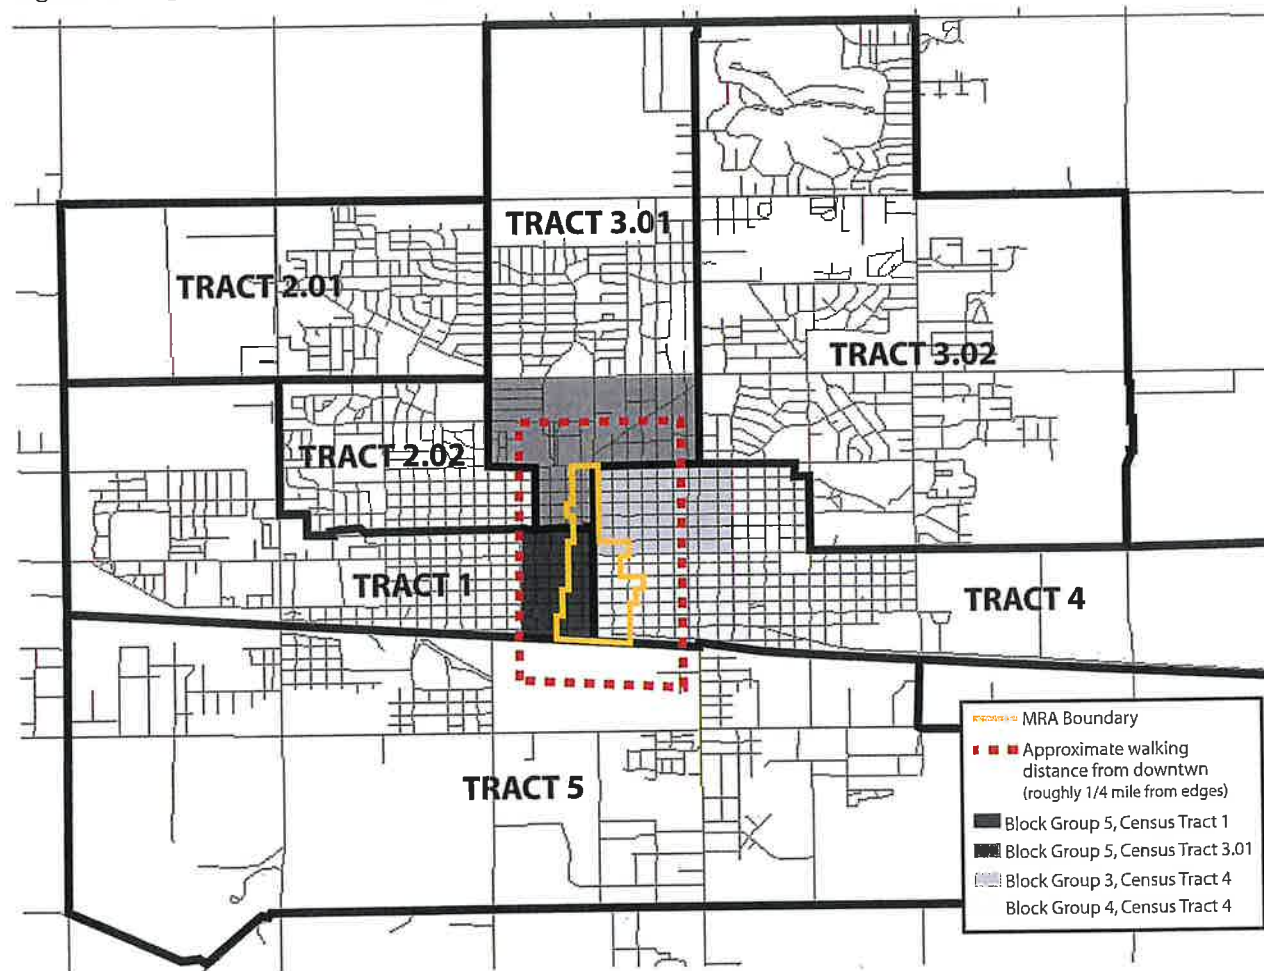 TRACT 3.01
TRACT 2.01
TRACT 3.02
TRACT 2.02
TRACT 1
TRACT 4
TRACT 5
MRA Boundary
Approximate walking
distance from downtwn
(roughly 1/4 mile from edges)
Block Group 5, Census Tract 1
Block Group 5, Census Tract 3.01
Block Group 3, Census Tract 4
Block Group 4, Census Tract 4